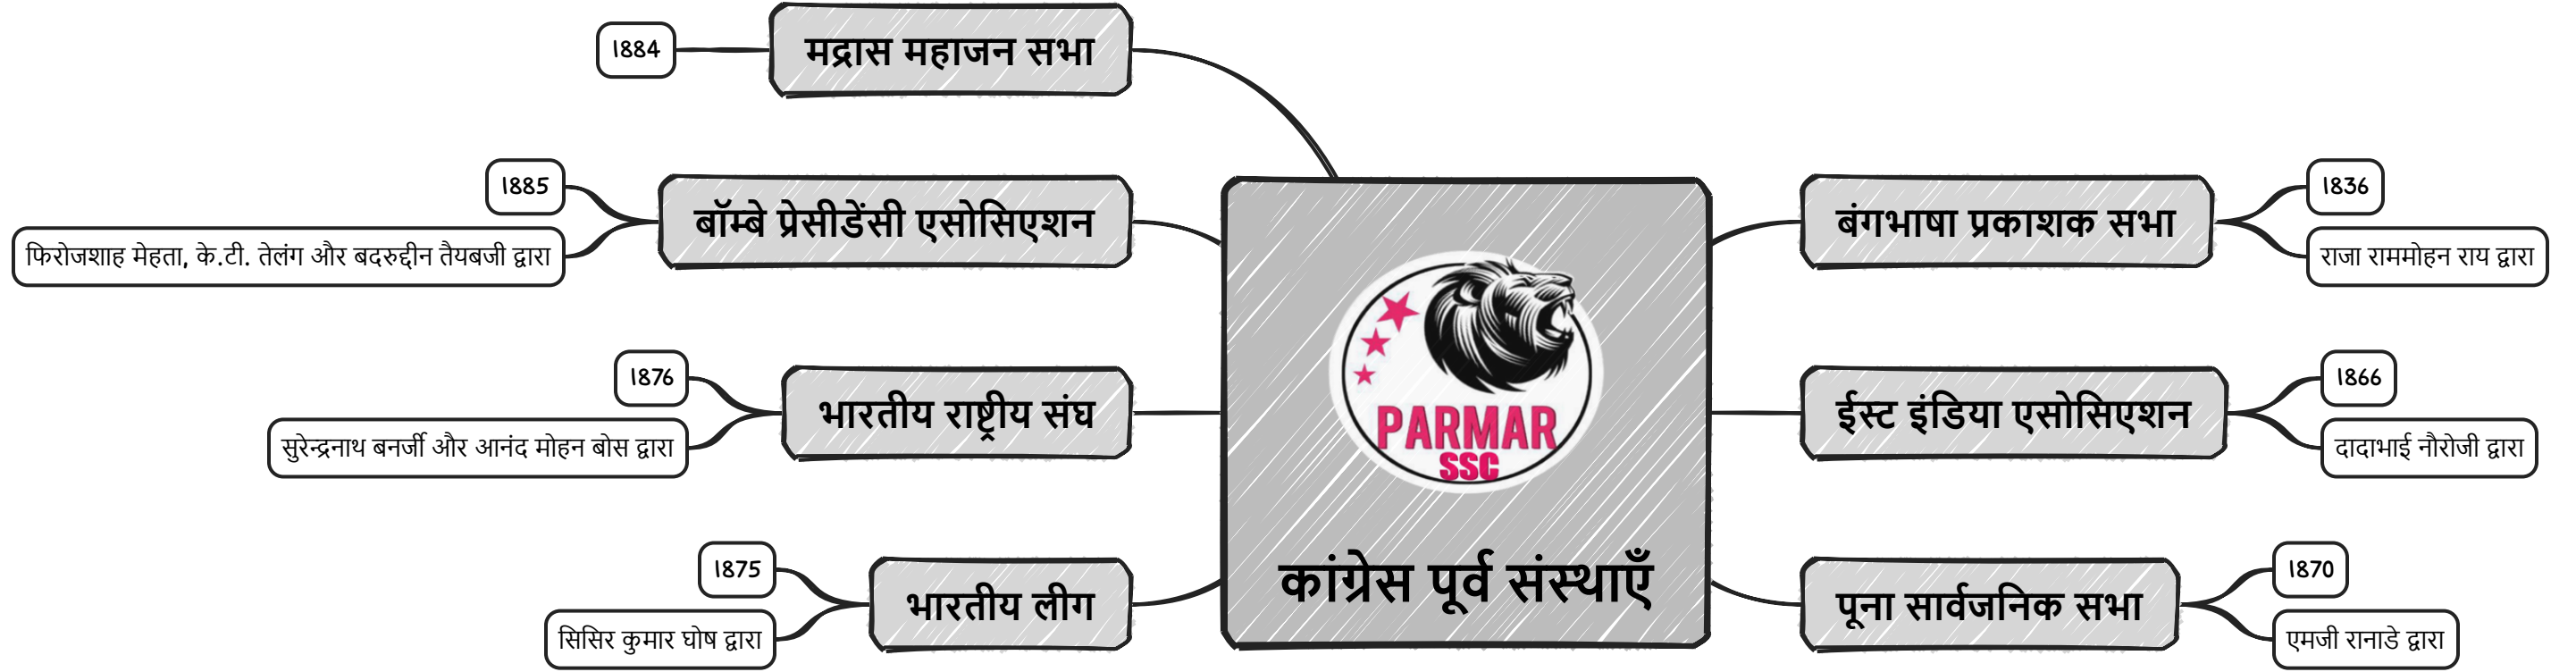 मद्रास महाजन सभा
1884
बॉम्बे प्रेसीडेंसी एसोसिएशन
1885
फिरोजशाह मेहता, के.टी. तेलंग और बदरुद्दीन तैयबजी द्वारा
भारतीय राष्ट्रीय संघ
1876
सुरेन्द्रनाथ बनर्जी और आनंद मोहन बोस द्वारा
भारतीय लीग
1875
सिसिर कुमार घोष द्वारा
PARMAR
SSC
कांग्रेस पूर्व संस्थाएँ
बंगभाषा प्रकाशक सभा
1836
राजा राममोहन राय द्वारा
ईस्ट इंडिया एसोसिएशन
1866
दादाभाई नौरोजी द्वारा
पूना सार्वजनिक सभा
1870
एमजी रानाडे द्वारा